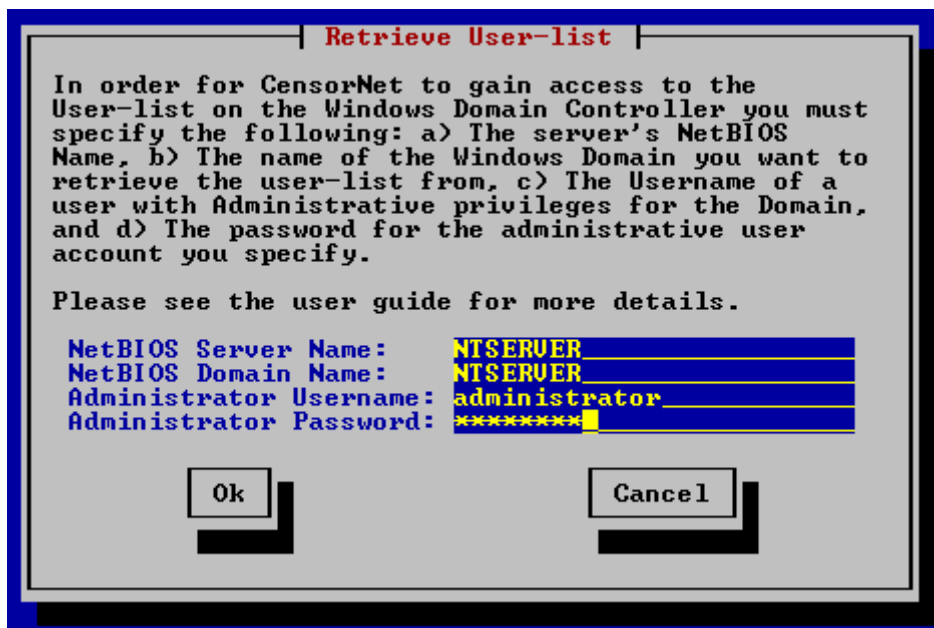 Retrieve User-list
In order for CensorNet to gain access to the
User-list on the Windows Domain Controller you must
specify the following: a) The server's NetBIOS
Name, b) The name of the Windows Domain you want to
retrieve the user-list from, c) The Username of a
user with Administrative privileges for the Domain,
and d) The password for the administrative user
account you specify.
Please see the user guide for more details.
NetBIOS Server Name: NTSERVER
NetBIOS Domain Name: NTSERVER
Administrator Username: administrator
Administrator Password: ********
Ok Cancel